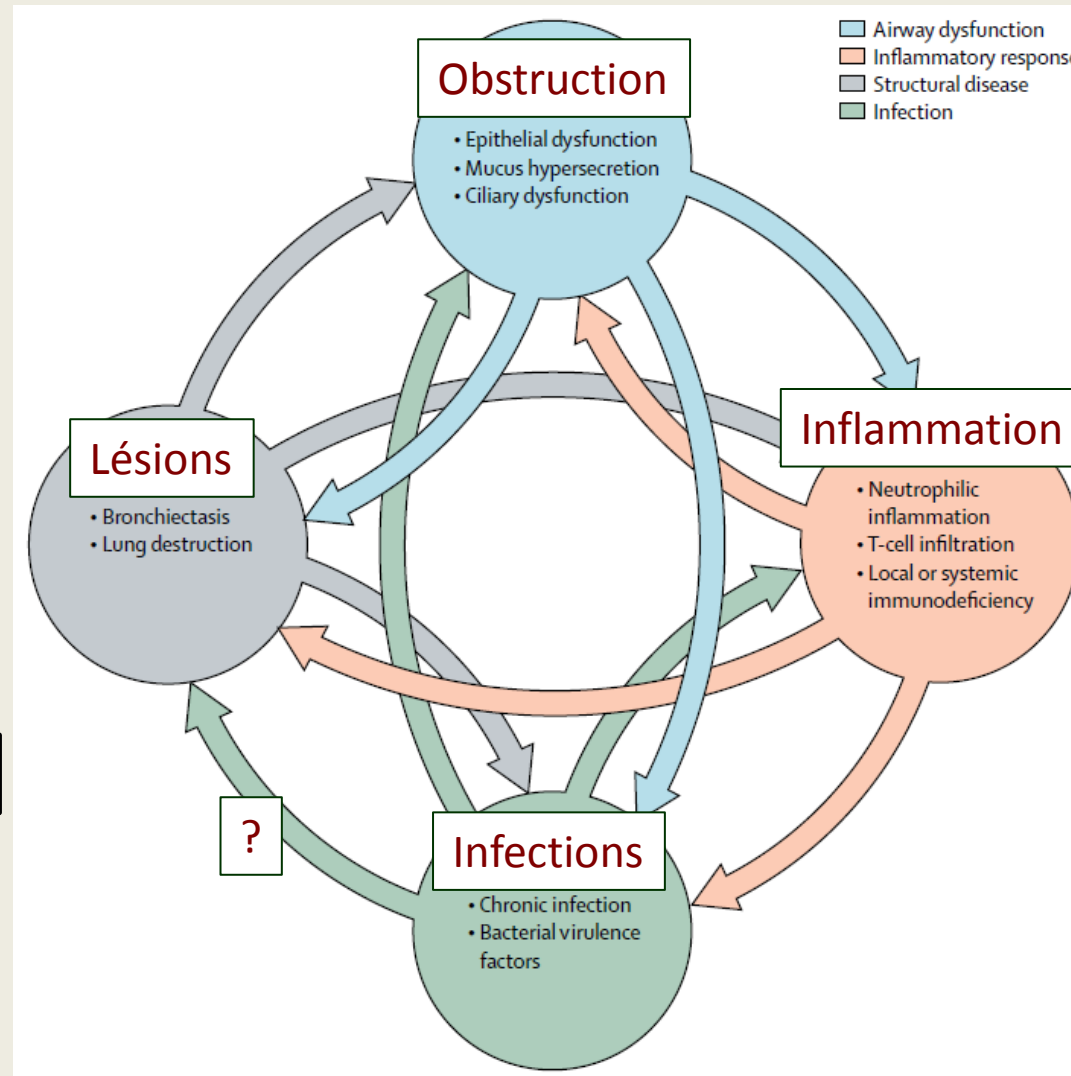 Airway dysfunction
Inflammatory response
Structural disease
Infection
Obstruction
• Epithelial dysfunction
• Mucus hypersecretion
• Ciliary dysfunction
Lésions
• Bronchiectasis
• Lung destruction
Inflammation
• Neutrophilic
inflammation
• T-cell infiltration
• Local or systemic
immunodeficiency
?
Infections
• Chronic infection
• Bacterial virulence
factors